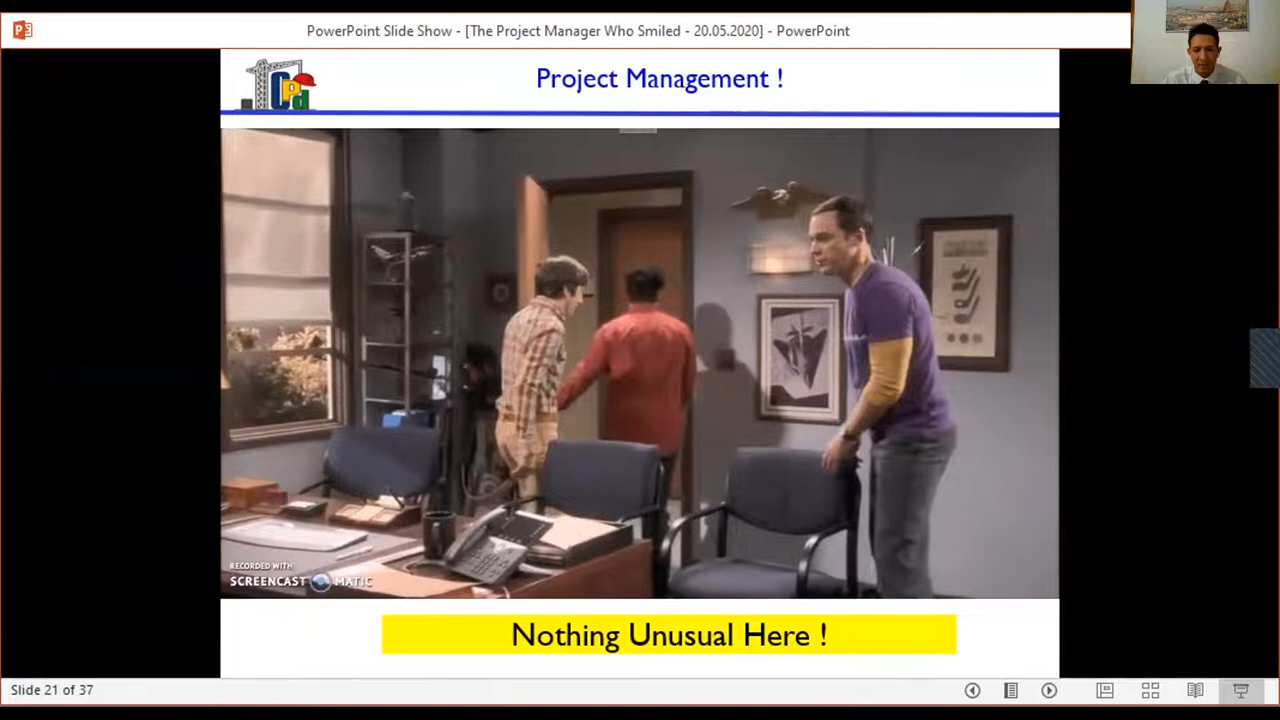 PowerPoint Slide Show - [The Project Manager Who Smiled - 20.05.2020] - PowerPoint
CPd
Project Management !
RECORDED WITH
SCREENCAST MATIC
Nothing Unusual Here !
Slide 21 of 37